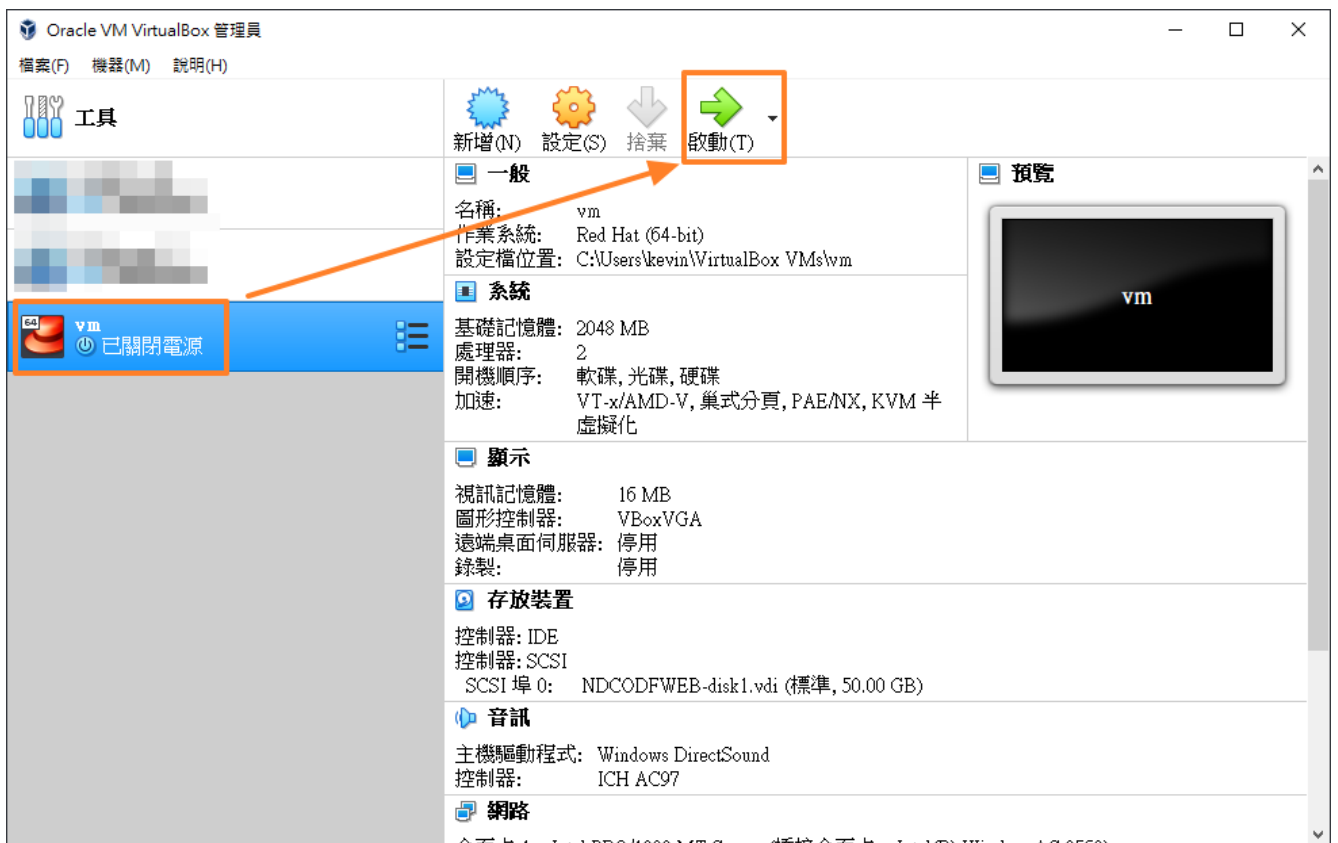 Oracle VM VirtualBox 管理員
檔案(F) 機器(M) 說明(H)
工具
新增(N) 設定(S) 捨棄 啟動(T)
64
vm
已關閉電源
一般
名稱: vm
作業系統: Red Hat (64-bit)
設定檔位置: C:\Users\kevin\VirtualBox VMs\vm
預覽
vm
系統
基礎記憶體: 2048 MB
處理器: 2
開機順序: 軟碟, 光碟, 硬碟
加速: VT-x/AMD-V, 巢式分頁, PAE/NX, KVM 半
虛擬化
顯示
視訊記憶體: 16 MB
圖形控制器: VBoxVGA
遠端桌面伺服器: 停用
錄製: 停用
存放裝置
控制器: IDE
控制器: SCSI
SCSI 埠 0: NDCODFWEB-disk1.vdi (標準, 50.00 GB)
音訊
主機驅動程式: Windows DirectSound
控制器: ICH AC97
網路